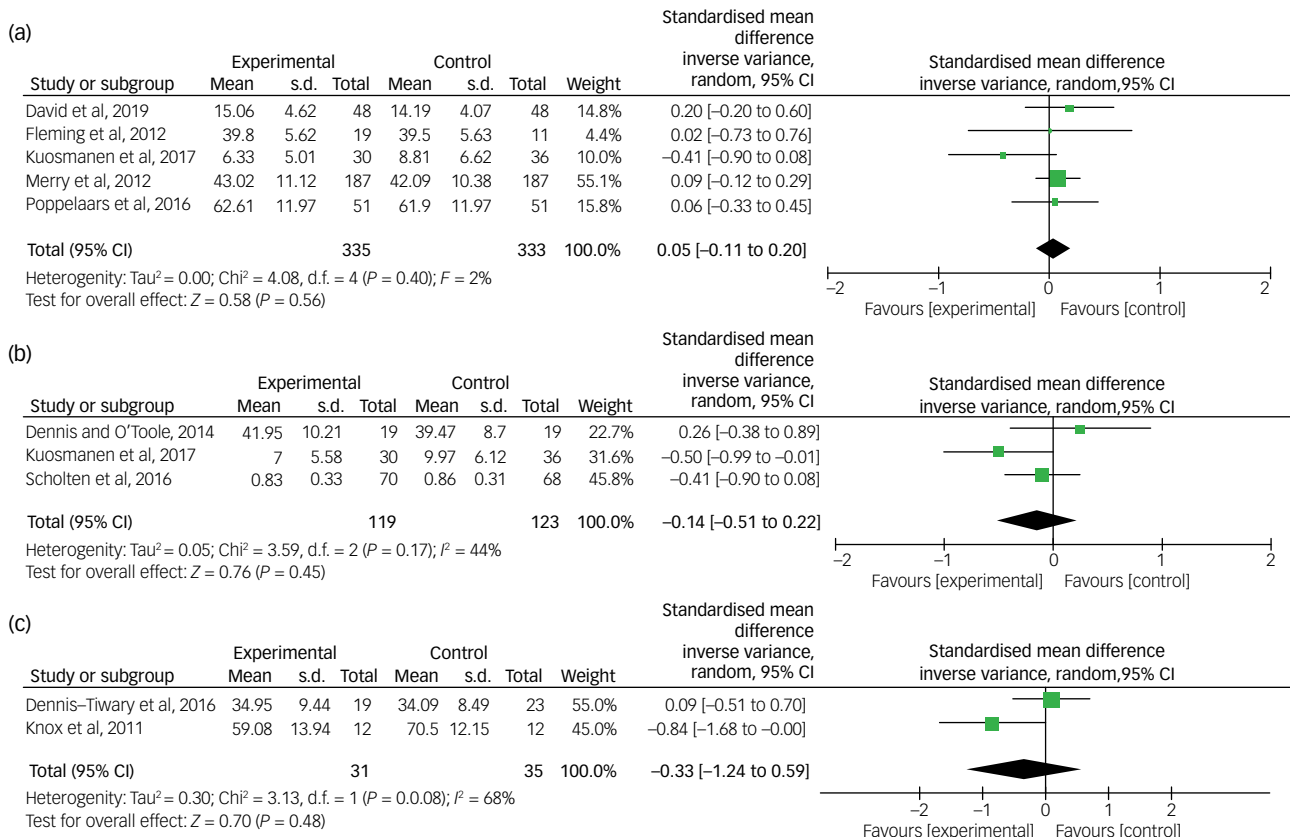 (a)
Standardised mean
difference
inverse variance,
random, 95% CI
Standardised mean difference
inverse variance, random,95% CI
Experimental Control
Study or subgroup Mean s.d. Total Mean s.d. Total Weight
David et al, 2019 15.06 4.62 48 14.19 4.07 48 14.8% 0.20 [–0.20 to 0.60]
Fleming et al, 2012 39.8 5.62 19 39.5 5.63 11 4.4% 0.02 [–0.73 to 0.76]
Kuosmanen et al, 2017 6.33 5.01 30 8.81 6.62 36 10.0% –0.41 [–0.90 to 0.08]
Merry et al, 2012 43.02 11.12 187 42.09 10.38 187 55.1% 0.09 [–0.12 to 0.29]
Poppelaars et al, 2016 62.61 11.97 51 61.9 11.97 51 15.8% 0.06 [–0.33 to 0.45]
Total (95% CI) 335 333 100.0% 0.05 [–0.11 to 0.20]
Heterogenity: Tau² = 0.00; Chi² = 4.08, d.f. = 4 (P = 0.40); F = 2%
Test for overall effect: Z = 0.58 (P = 0.56)
–2 –1 0 1 2
Favours [experimental] Favours [control]
(b)
Standardised mean
difference
inverse variance,
random, 95% CI
Standardised mean difference
inverse variance, random,95% CI
Experimental Control
Study or subgroup Mean s.d. Total Mean s.d. Total Weight
Dennis and O'Toole, 2014 41.95 10.21 19 39.47 8.7 19 22.7% 0.26 [–0.38 to 0.89]
Kuosmanen et al, 2017 7 5.58 30 9.97 6.12 36 31.6% –0.50 [–0.99 to –0.01]
Scholten et al, 2016 0.83 0.33 70 0.86 0.31 68 45.8% –0.41 [–0.90 to 0.08]
Total (95% CI) 119 123 100.0% –0.14 [–0.51 to 0.22]
Heterogenity: Tau² = 0.05; Chi² = 3.59, d.f. = 2 (P = 0.17); I² = 44%
Test for overall effect: Z = 0.76 (P = 0.45)
–2 –1 0 1 2
Favours [experimental] Favours [control]
(c)
Standardised mean
difference
inverse variance,
random, 95% CI
Standardised mean difference
inverse variance, random,95% CI
Experimental Control
Study or subgroup Mean s.d. Total Mean s.d. Total Weight
Dennis–Tiwary et al, 2016 34.95 9.44 19 34.09 8.49 23 55.0% 0.09 [–0.51 to 0.70]
Knox et al, 2011 59.08 13.94 12 70.5 12.15 12 45.0% –0.84 [–1.68 to –0.00]
Total (95% CI) 31 35 100.0% –0.33 [–1.24 to 0.59]
Heterogenity: Tau² = 0.30; Chi² = 3.13, d.f. = 1 (P = 0.0.08); I² = 68%
Test for overall effect: Z = 0.70 (P = 0.48)
–2 –1 0 1 2
Favours [experimental] Favours [control]